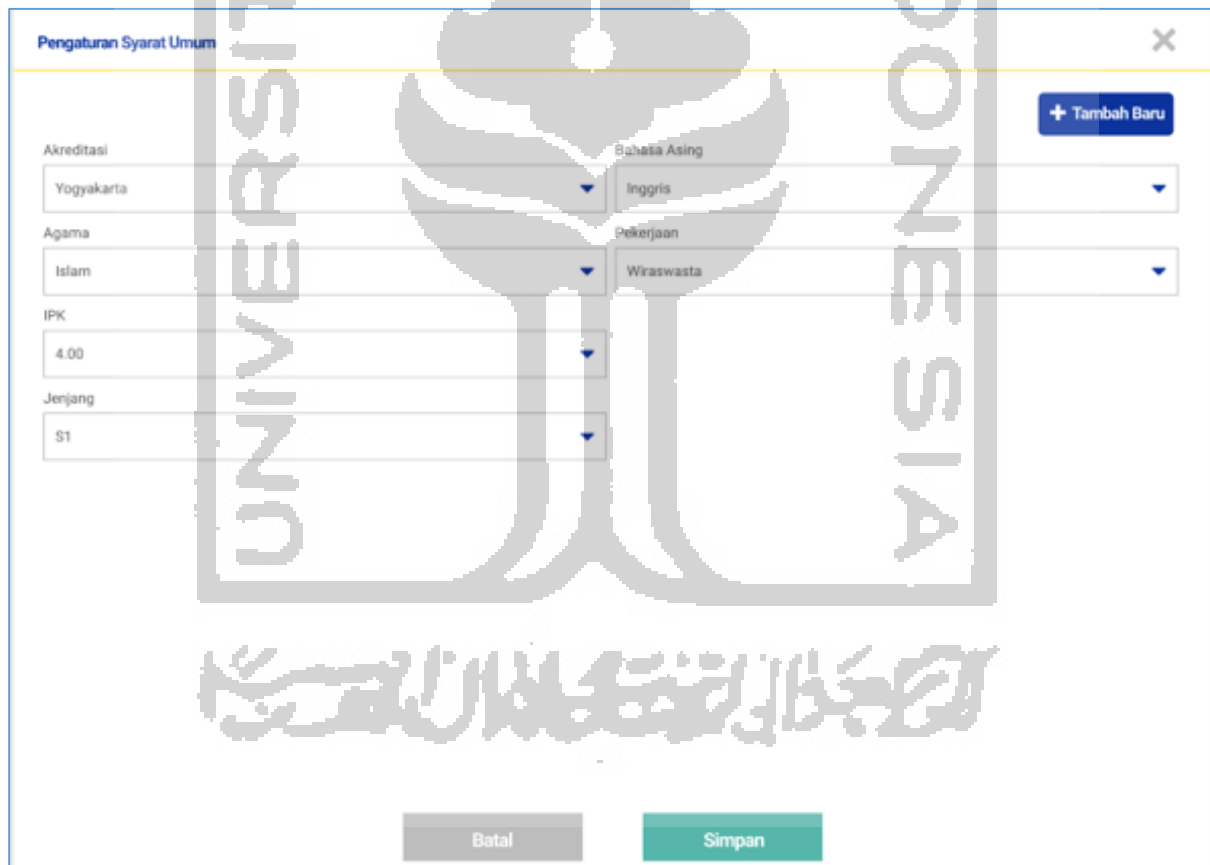 Pengaturan Syarat Umum
+ Tambah Baru
Akreditasi
Yogyakarta
Bahasa Asing
Inggris
Agama
Islam
Pekerjaan
Wiraswasta
IPK
4.00
Jenjang
S1
Batal
Simpan